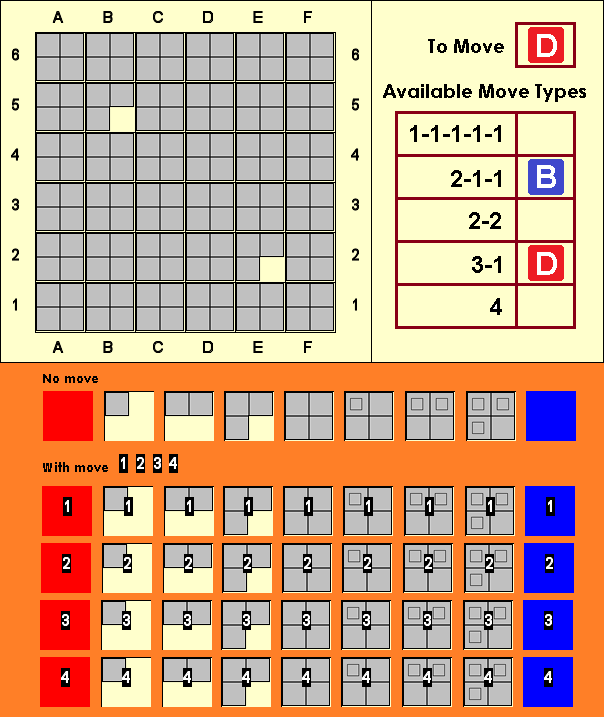 A B C D E F
6 6
5 5
4 4
3 3
2 2
1 1
A B C D E F
To Move D
Available Move Types
1-1-1-1-1
2-1-1 B
2-2
3-1 D
4
No move
With move 1 2 3 4
1 1 1 1 1 1 1 1 1
2 2 2 2 2 2 2 2 2
3 3 3 3 3 3 3 3 3
4 4 4 4 4 4 4 4 4